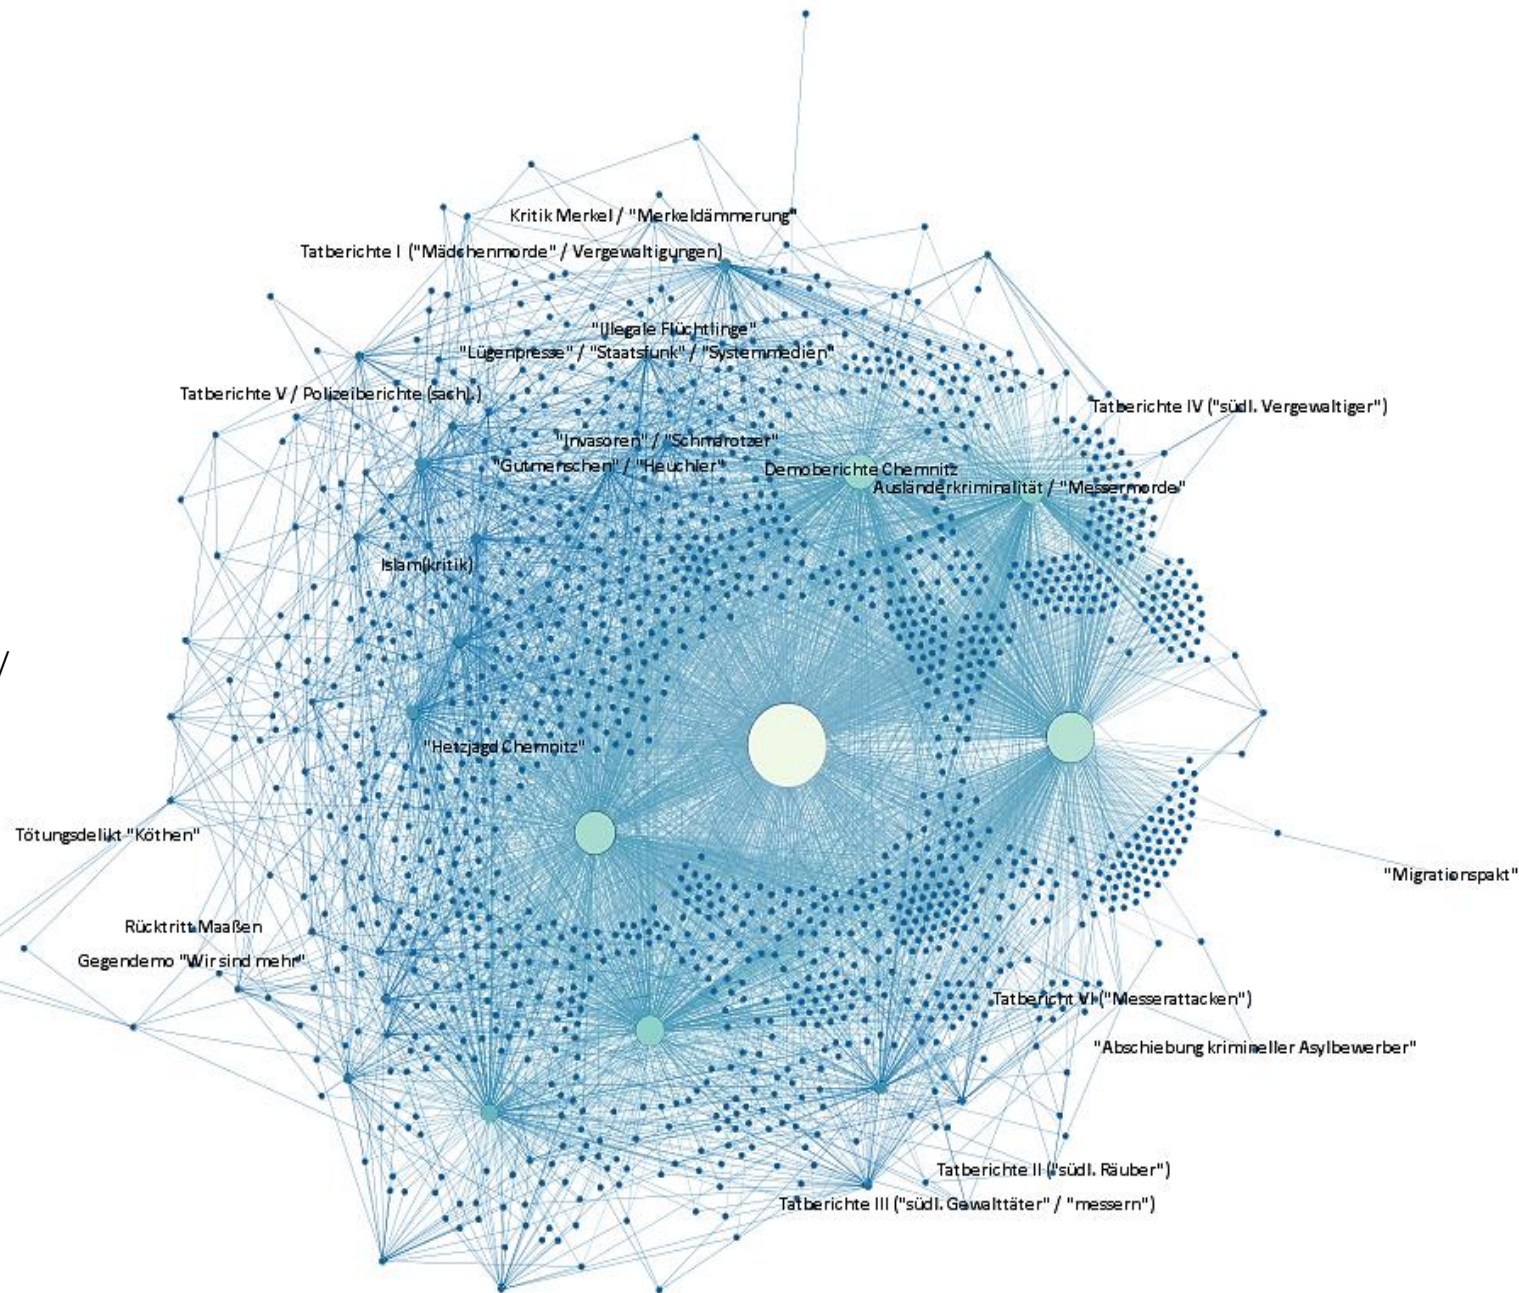 Kritik Merkel / "Merkeldämmerung"
Tatberichte I ("Mädchenmorde" / Vergewaltigungen)
"Illegale Flüchtlinge"
"Lügenpresse" / "Staatsfunk" / "Systemmedien"
Tatberichte V / Polizeiberichte (sachl.)
Tatberichte IV ("südl. Vergewaltiger")
"Invasoren" / "Schmarotzer"
"Gutmenschen" / "Heuchler"
Demoberichte Chemnitz
Ausländerkriminalität / "Messermorde"
Islam(kritik)
/
"Hetzjagd Chemnitz"
Tötungsdelikt "Köthen"
"Migrationspakt"
Rücktritt Maaßen
Gegendemo "Wir sind mehr"
Tatbericht VI ("Messerattacken")
"Abschiebung krimineller Asylbewerber"
Tatberichte II ("südl. Räuber")
Tatberichte III ("südl. Gewalttäter" / "messern")